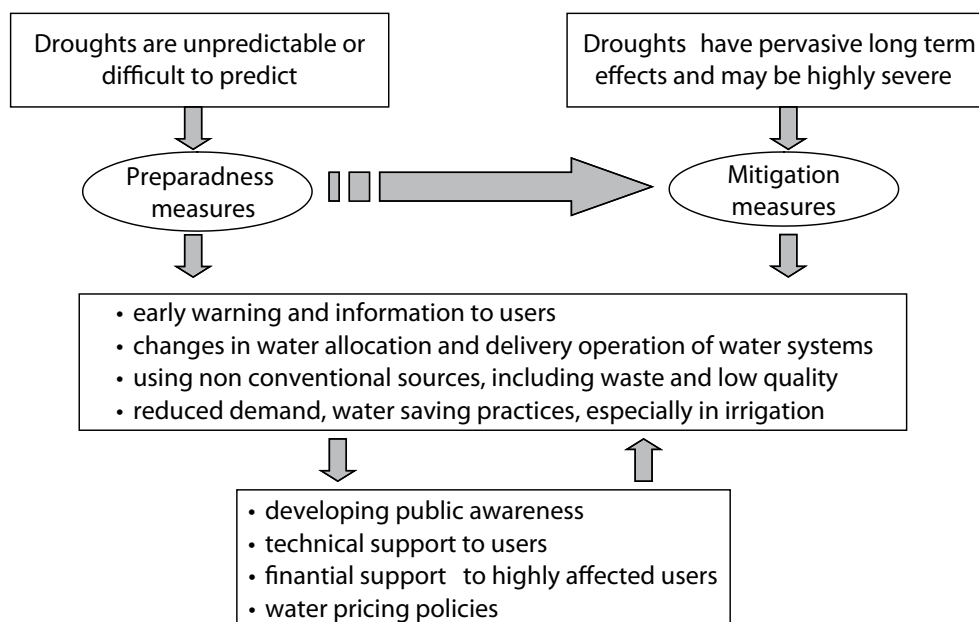 Droughts are unpredictable or
difficult to predict
Droughts have pervasive long term
effects and may be highly severe
Preparadness
measures
Mitigation
measures
• early warning and information to users
• changes in water allocation and delivery operation of water systems
• using non conventional sources, including waste and low quality
• reduced demand, water saving practices, especially in irrigation
• developing public awareness
• technical support to users
• finantial support to highly affected users
• water pricing policies